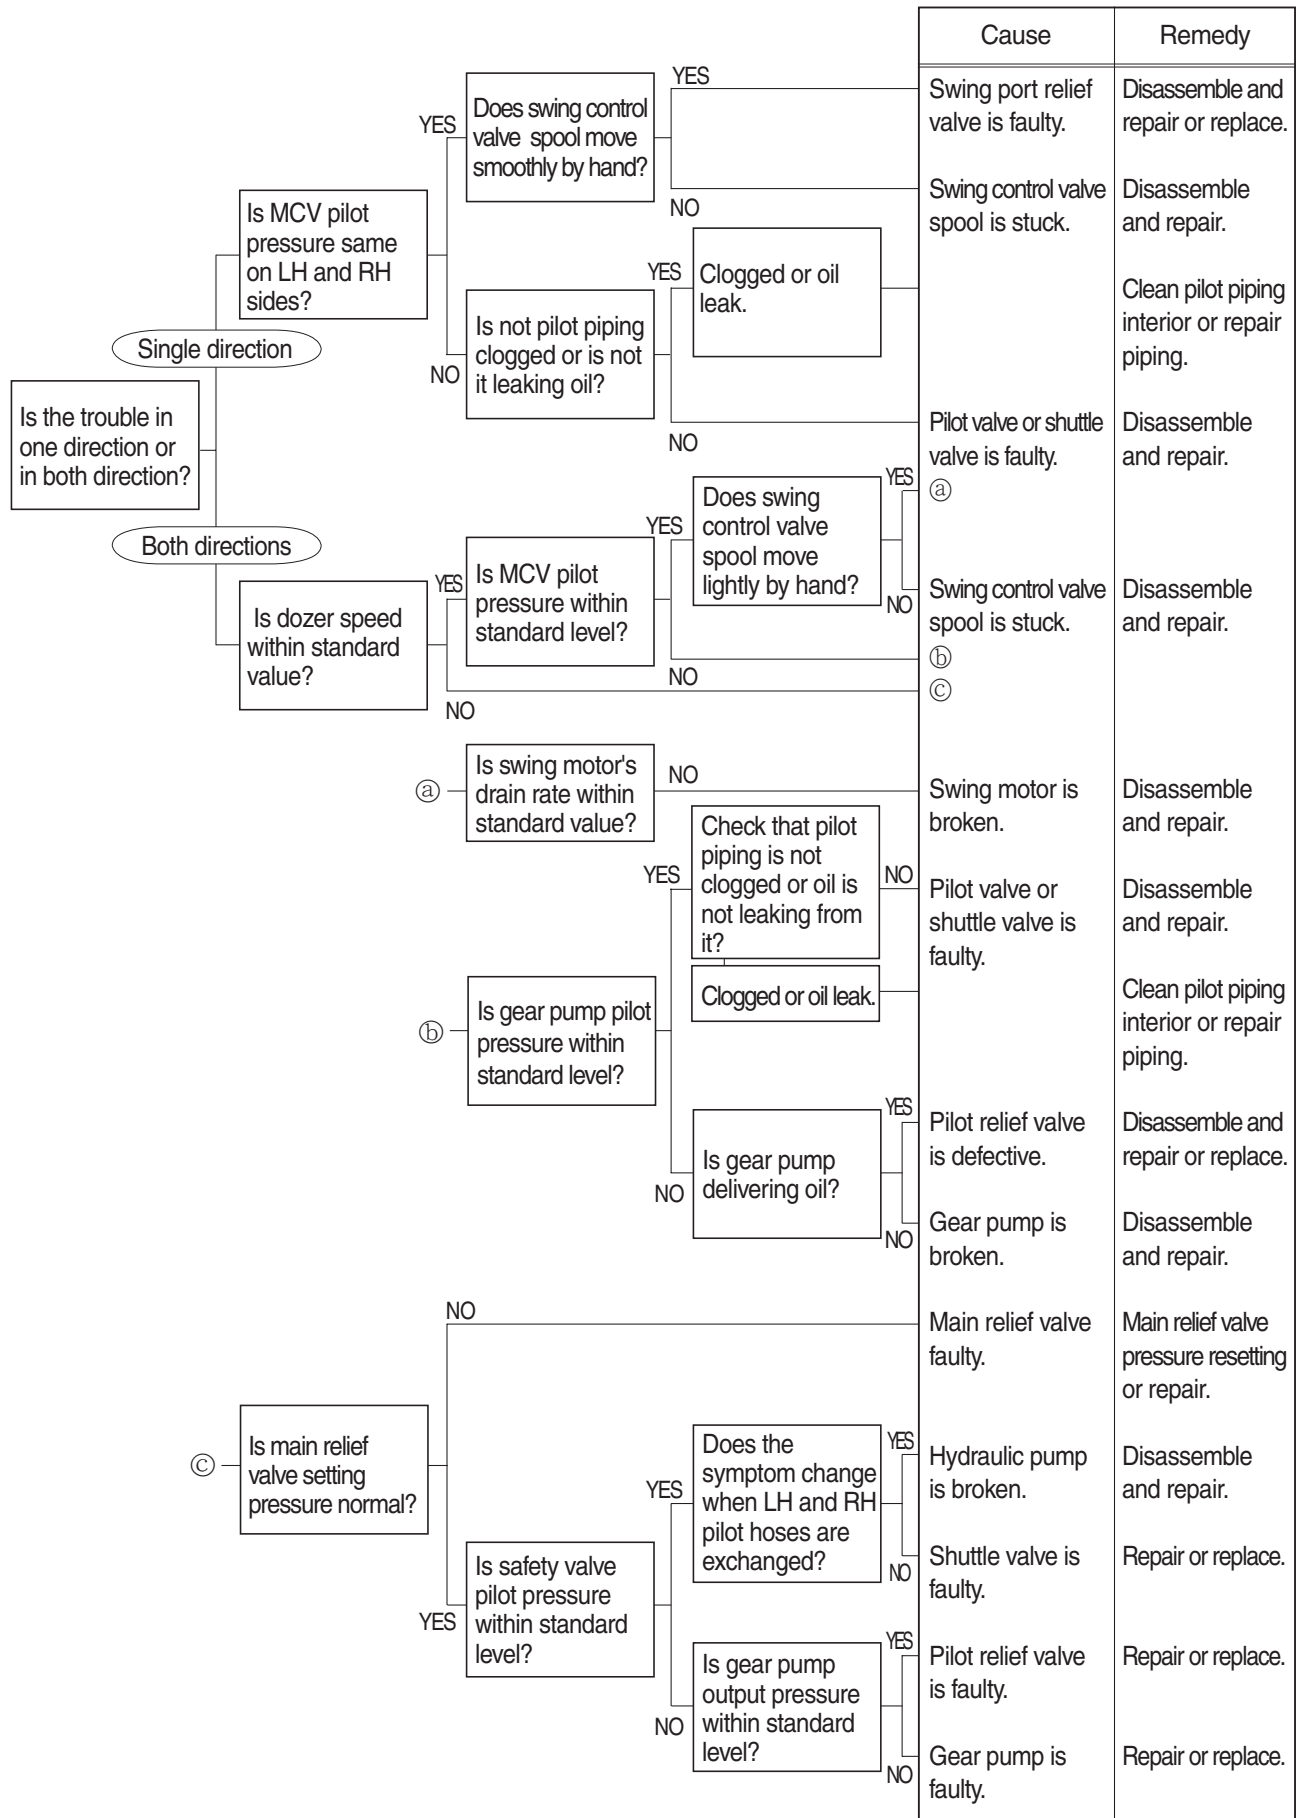 Cause
Remedy
YES
Does swing control
valve spool move
smoothly by hand?
YES
Swing port relief
valve is faulty.
Disassemble and
repair or replace.
NO
Swing control valve
spool is stuck.
Disassemble
and repair.
Is MCV pilot
pressure same
on LH and RH
sides?
YES
Clogged or oil
leak.
Clean pilot piping
interior or repair
piping.
Is not pilot piping
clogged or is not
it leaking oil?
NO
Single direction
NO
Pilot valve or shuttle
valve is faulty.
Disassemble
and repair.
Is the trouble in
one direction or
in both direction?
Both directions
YES
ⓐ
Does swing
control valve
spool move
lightly by hand?
YES
Is MCV pilot
pressure within
standard level?
YES
NO
Swing control valve
spool is stuck.
Disassemble
and repair.
Is dozer speed
within standard
value?
ⓑ
NO
ⓒ
NO
ⓐ
Is swing motor's
drain rate within
standard value?
NO
Swing motor is
broken.
Disassemble
and repair.
Check that pilot
piping is not
clogged or oil is
not leaking from
it?
YES
NO
Pilot valve or
shuttle valve is
faulty.
Disassemble
and repair.
Clogged or oil leak.
Clean pilot piping
interior or repair
piping.
ⓑ
Is gear pump pilot
pressure within
standard level?
YES
Pilot relief valve
is defective.
Disassemble and
repair or replace.
Is gear pump
delivering oil?
NO
NO
Gear pump is
broken.
Disassemble
and repair.
NO
Main relief valve
faulty.
Main relief valve
pressure resetting
or repair.
ⓒ
Is main relief
valve setting
pressure normal?
Does the
symptom change
when LH and RH
pilot hoses are
exchanged?
YES
YES
Hydraulic pump
is broken.
Disassemble
and repair.
NO
Shuttle valve is
faulty.
Repair or replace.
Is safety valve
pilot pressure
within standard
level?
YES
Is gear pump
output pressure
within standard
level?
NO
YES
Pilot relief valve
is faulty.
Repair or replace.
NO
Gear pump is
faulty.
Repair or replace.